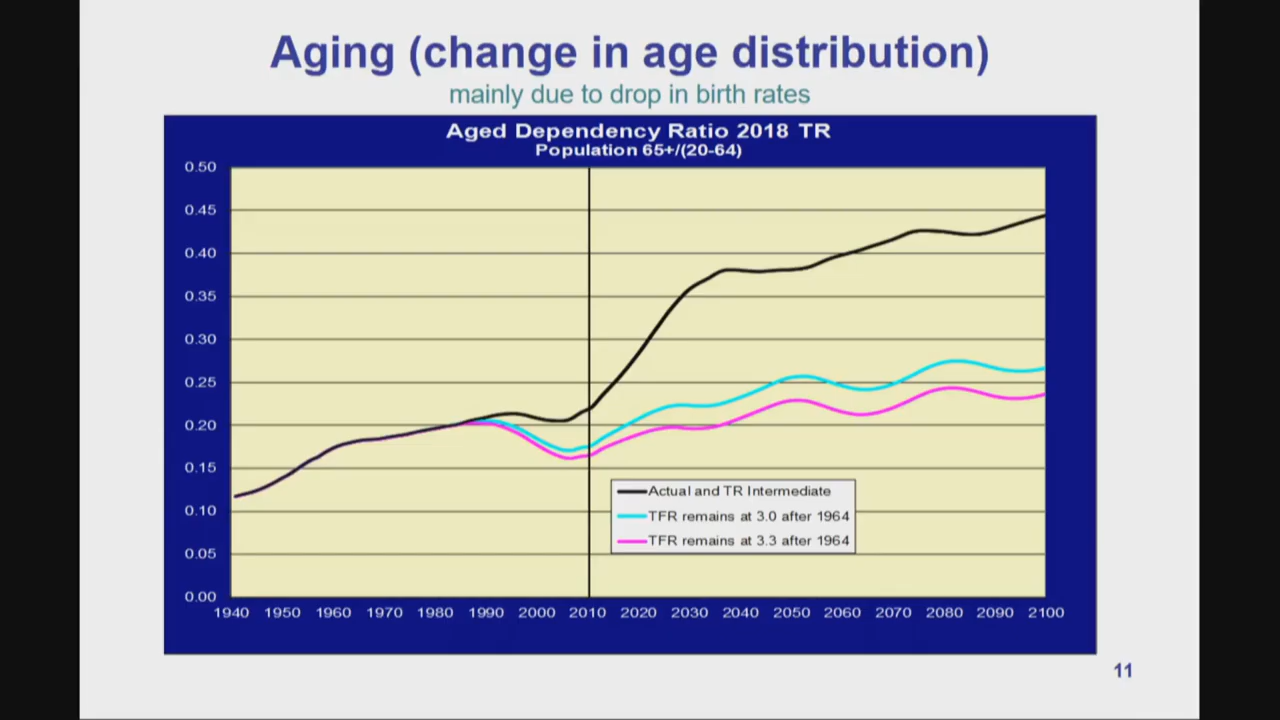 Aging (change in age distribution)
mainly due to drop in birth rates
Aged Dependency Ratio 2018 TR
Population 65+/(20-64)
0.50
0.45
0.40
0.35
0.30
0.25
0.20
0.15
0.10
0.05
0.00
Actual and TR Intermediate
TFR remains at 3.0 after 1964
TFR remains at 3.3 after 1964
1940 1950 1960 1970 1980 1990 2000 2010 2020 2030 2040 2050 2060 2070 2080 2090 2100
11